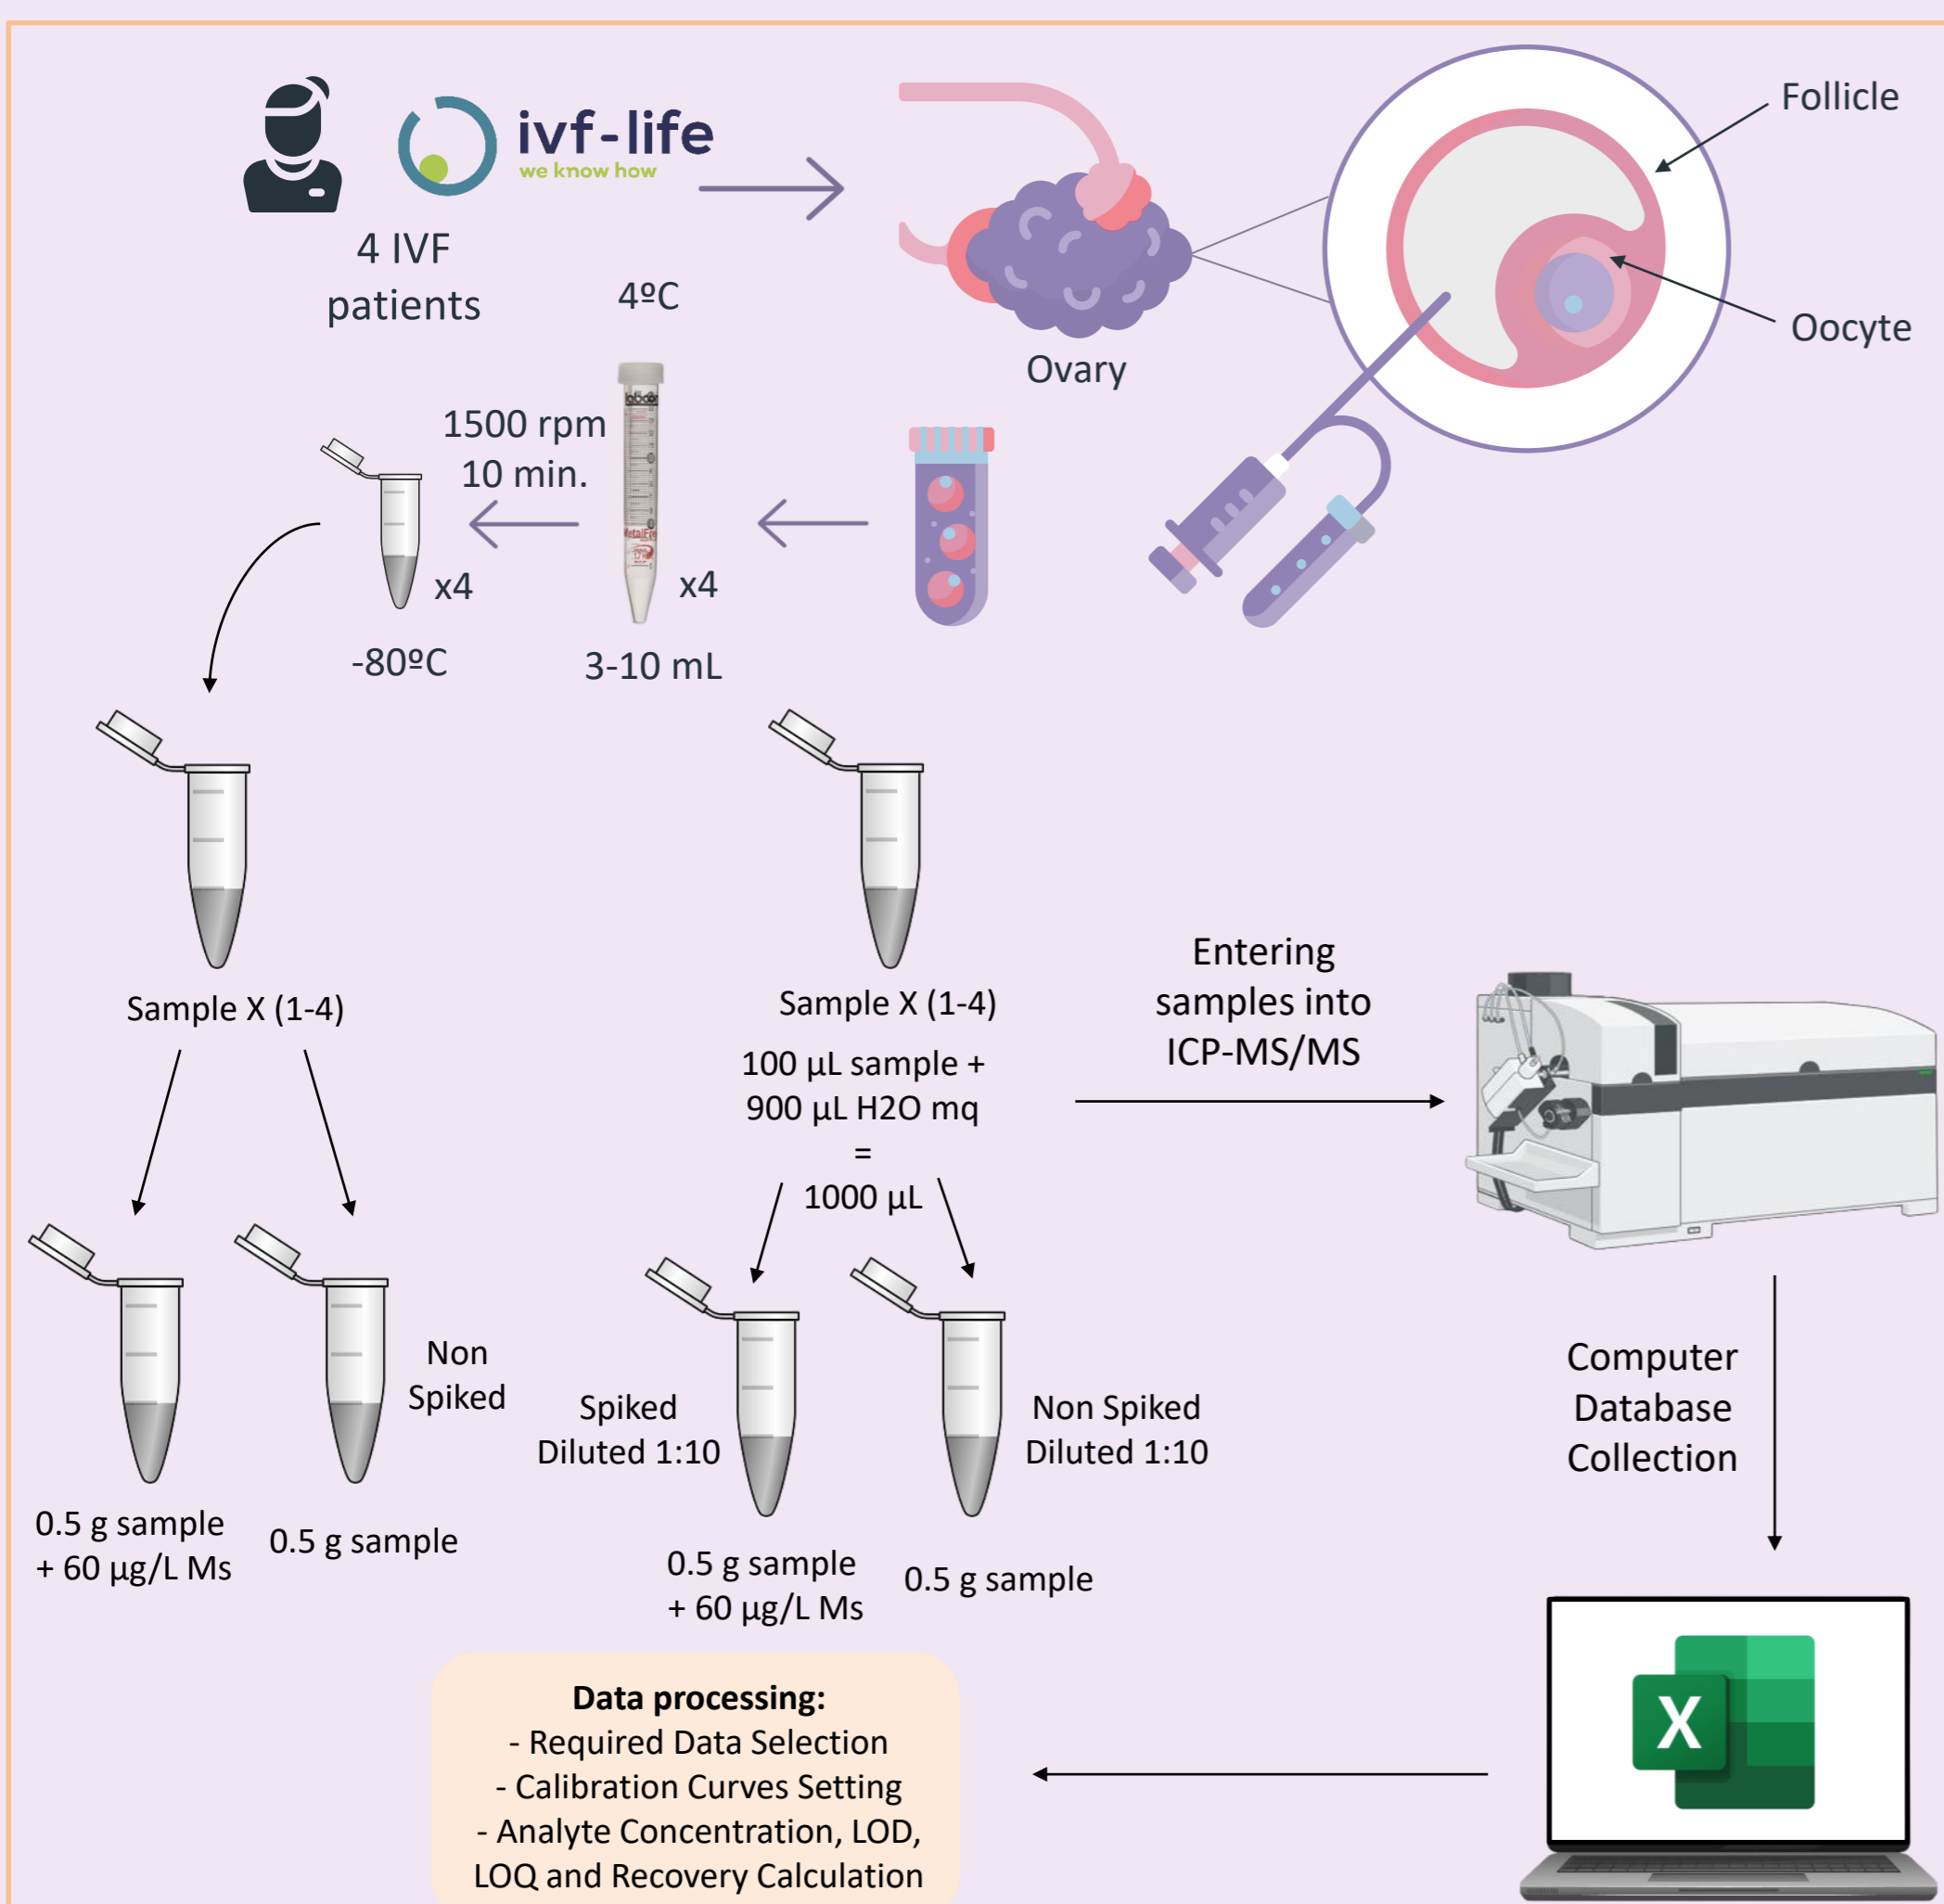 ivf-life
we know how
4 IVF
patients
Follicle
Oocyte
Ovary
4ºC
1500 rpm
10 min.
x4
x4
-80ºC
3-10 mL
Sample X (1-4)
Sample X (1-4)
100 µL sample +
900 µL H2O mq
=
1000 µL
Entering
samples into
ICP-MS/MS
Non
Spiked
Spiked
Diluted 1:10
Non Spiked
Diluted 1:10
0.5 g sample
+ 60 µg/L Ms
0.5 g sample
0.5 g sample
+ 60 µg/L Ms
0.5 g sample
Computer
Database
Collection
X
Data processing:
- Required Data Selection
- Calibration Curves Setting
- Analyte Concentration, LOD,
LOQ and Recovery Calculation